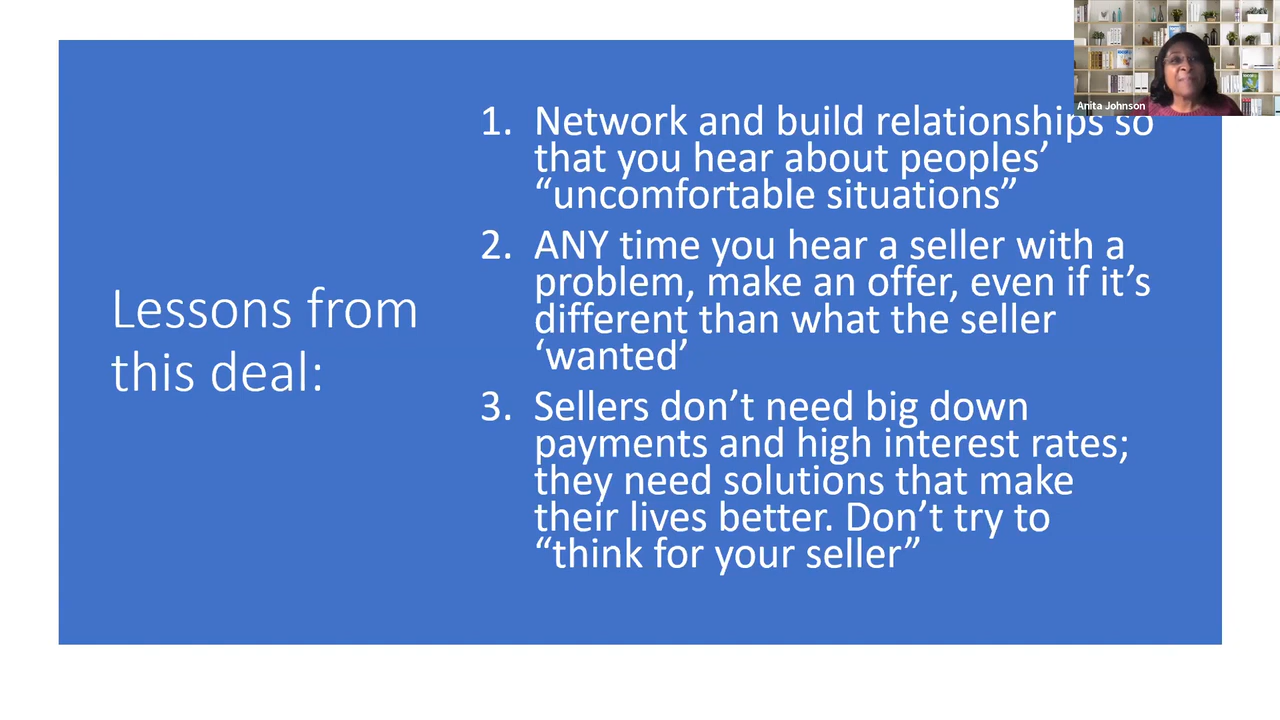 Anita Johnson
Lessons from
this deal:
1. Network and build relationships so
that you hear about peoples’
“uncomfortable situations”
2. ANY time you hear a seller with a
problem, make an offer, even if it’s
different than what the seller
‘wanted’
3. Sellers don’t need big down
payments and high interest rates;
they need solutions that make
their lives better. Don’t try to
“think for your seller”